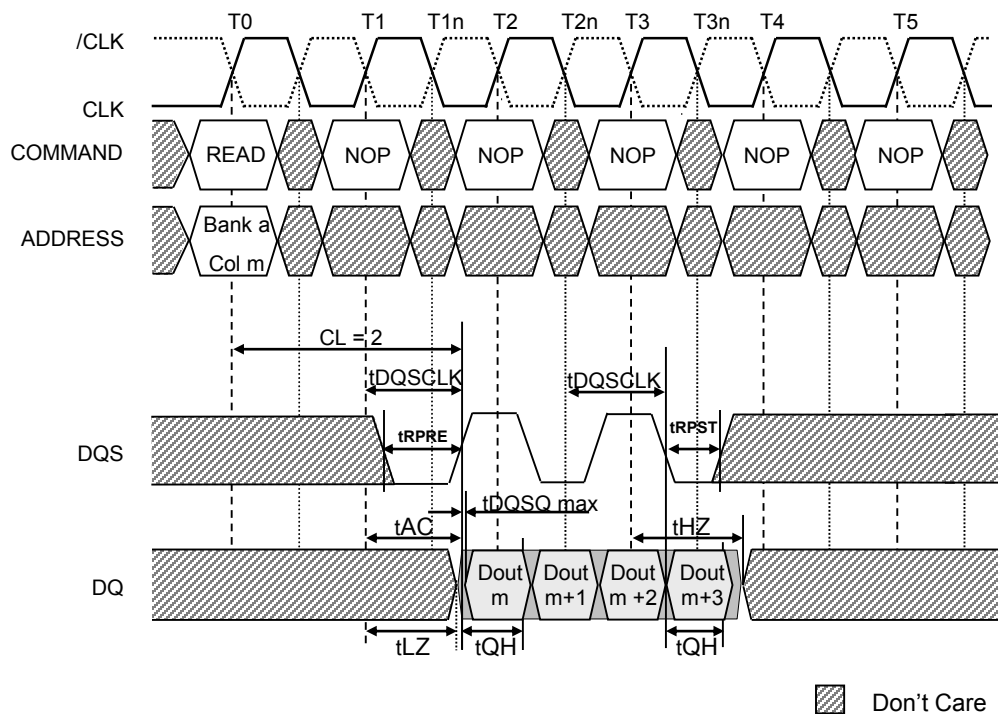 T0 T1 T1n T2 T2n T3 T3n T4 T5
/CLK
CLK
COMMAND READ NOP NOP NOP NOP NOP
ADDRESS Bank a
Col m
CL = 2
tDQSCLK tDQSCLK
DQS tRPRE tRPST
tDQSQ max
tAC tHZ
DQ Dout Dout Dout Dout
m m+1 m +2 m+3
tLZ tQH tQH
Don't Care